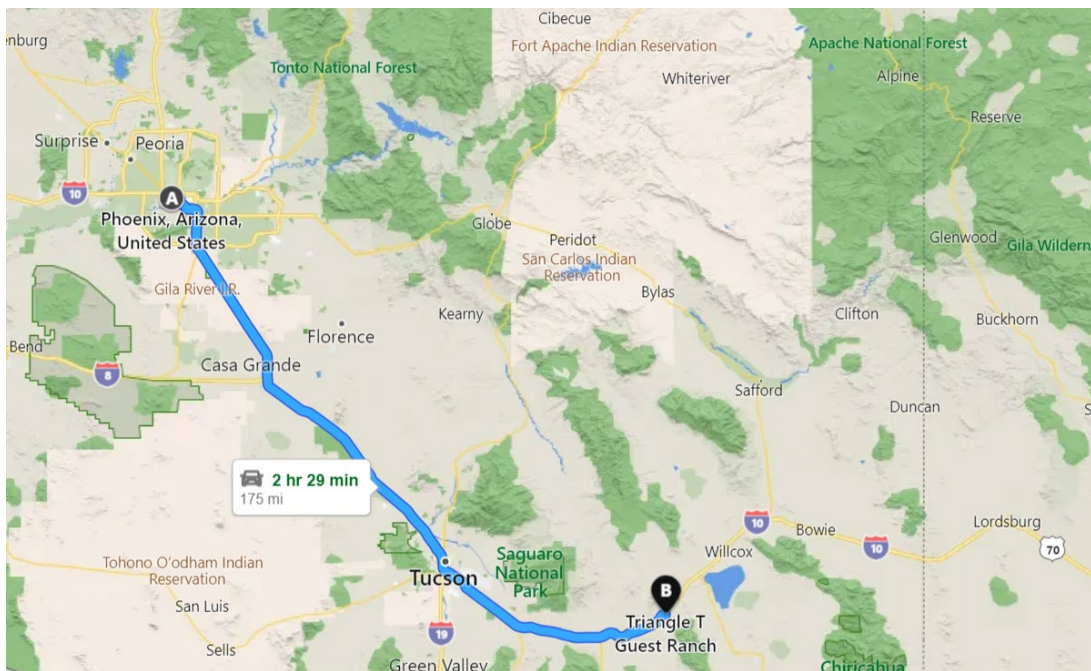 Cibecue
enburg
Fort Apache Indian Reservation
Apache National Forest
Tonto National Forest
Whiteriver
Alpine
Reserve
Surprise
Peoria
10
A
Phoenix, Arizona,
United States
Globe
Peridot
San Carlos Indian
Reservation
Glenwood
Gila Wildern
Gila River I.R.
Bylas
Kearny
Clifton
Buckhorn
Florence
Bend
Casa Grande
8
Safford
Duncan
S
2 hr 29 min
175 mi
10
Bowie
Lordsburg
10
70
Willcox
Tohono O'odham Indian
Reservation
Tucson
Saguaro
National
Park
B
Triangle T
Guest Ranch
San Luis
19
Sells
Green Valley
Chiricahua